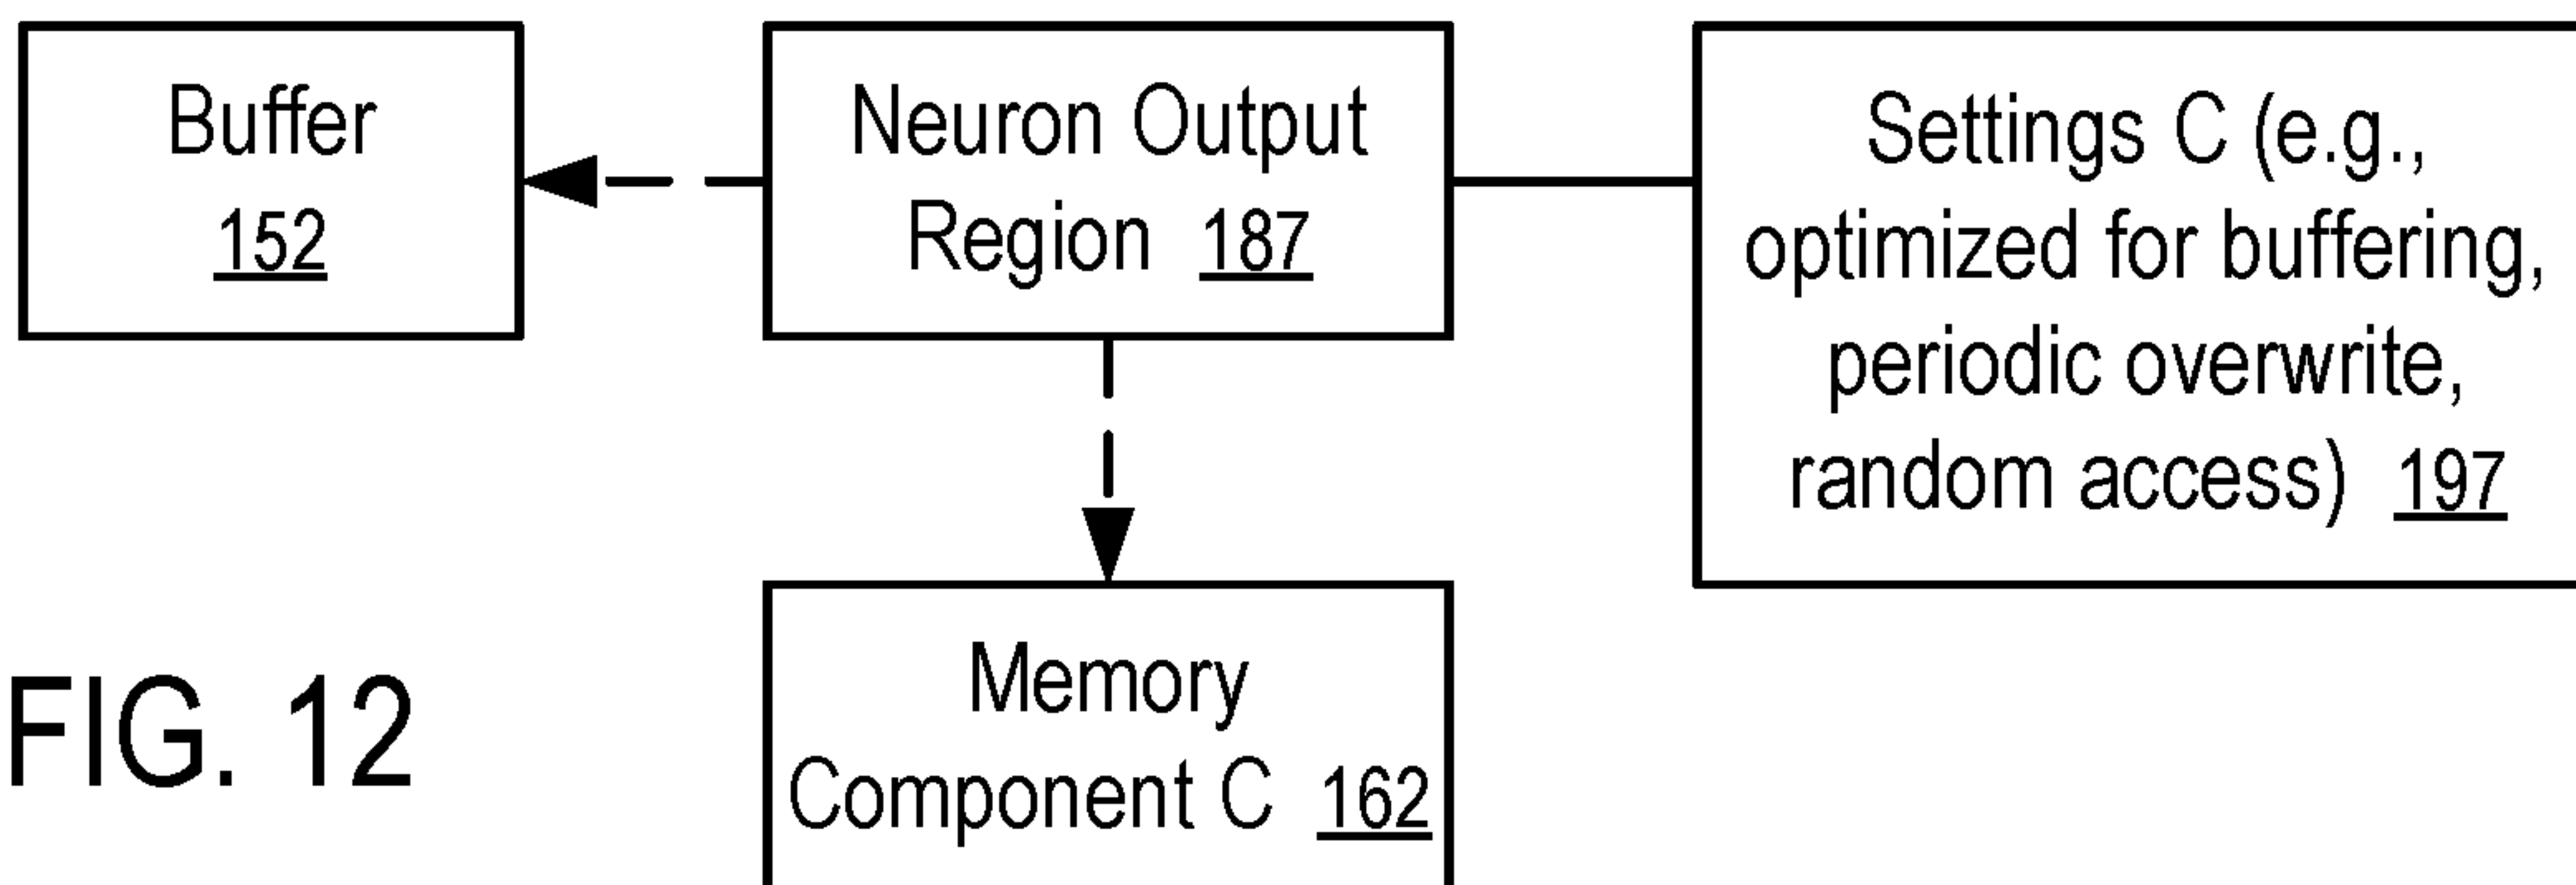 Buffer
152
Neuron Output
Region 187
Settings C (e.g.,
optimized for buffering,
periodic overwrite,
random access) 197
Memory
Component C 162
FIG. 12